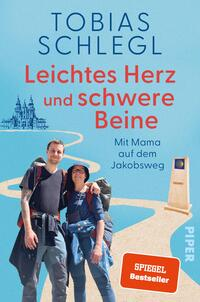 TOBIAS
SCHLEGL
Leichtes Herz
und schwere
Beine
Mit Mama
auf dem
Jakobsweg
PIPER
SPIEGEL
Bestseller